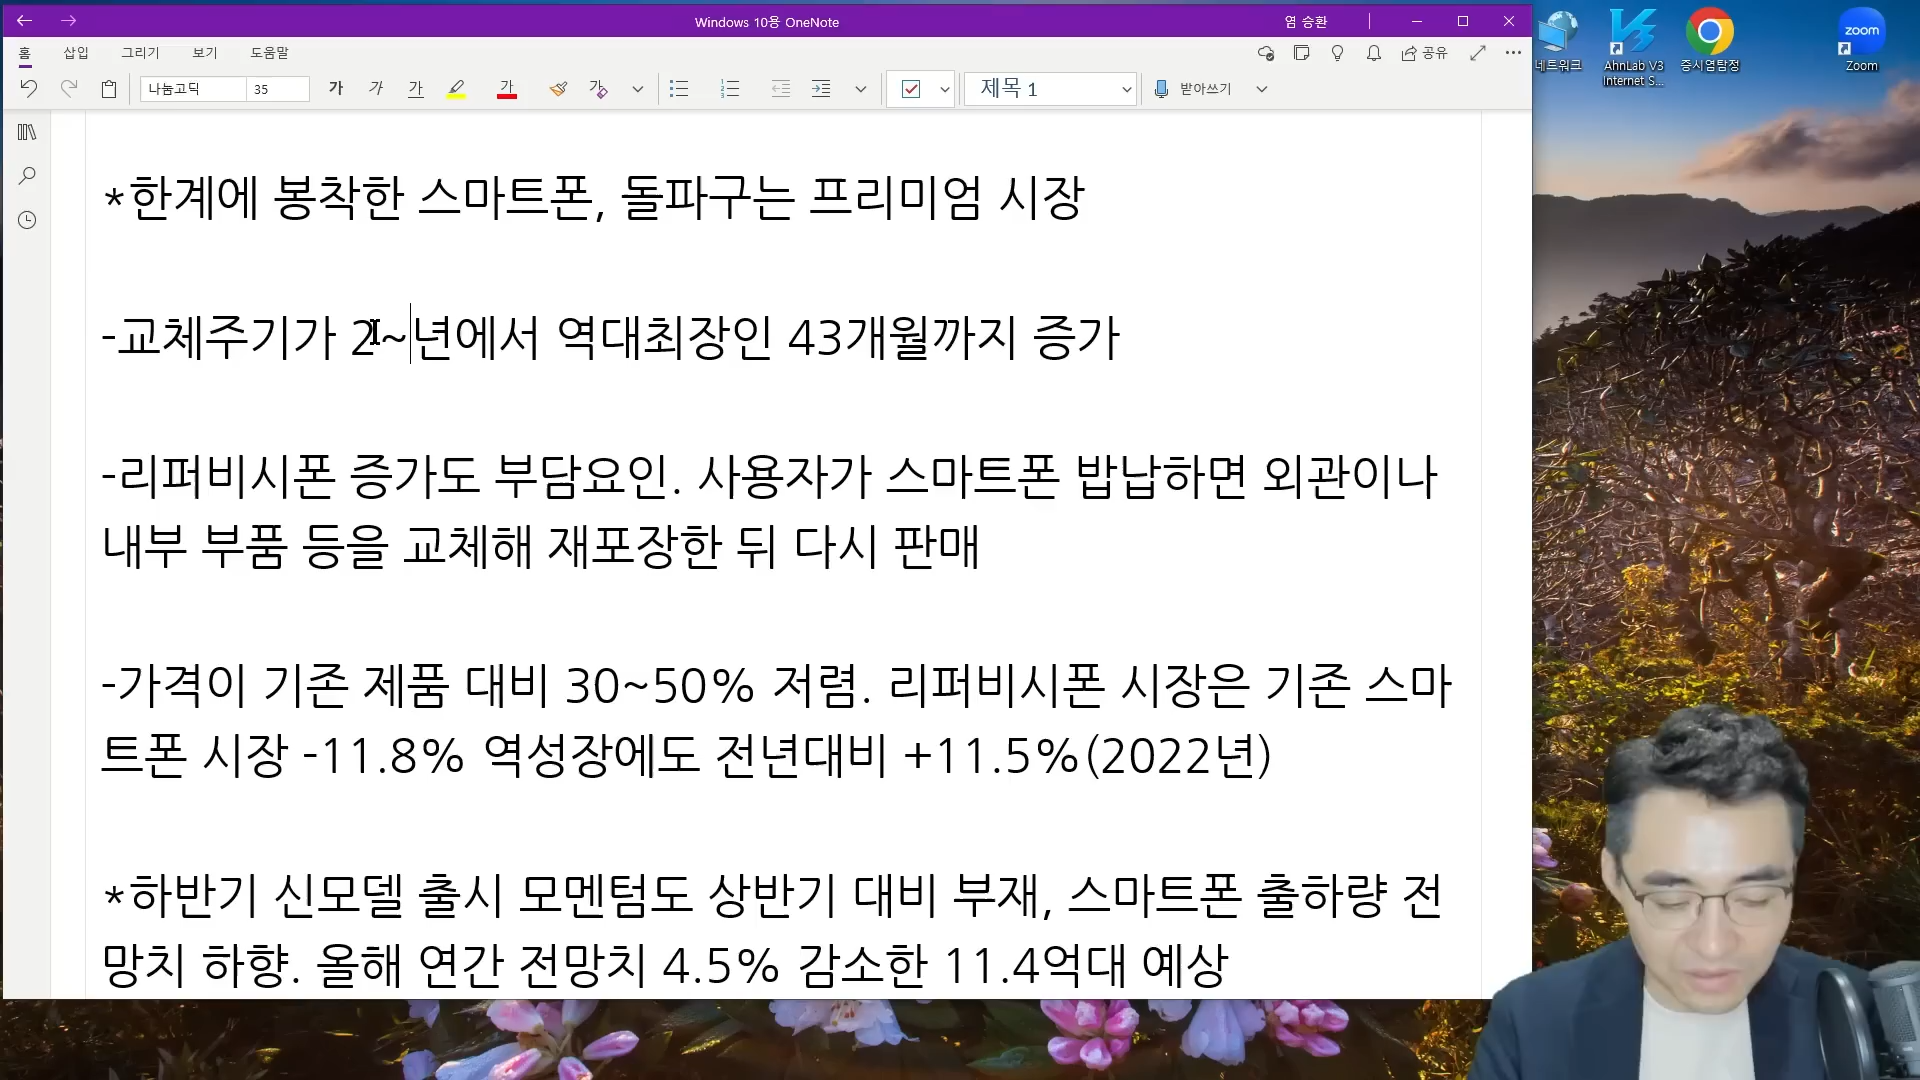 Windows 10용 OneNote
염 승환
홈 삽입 그리기 보기 도움말
공유
나눔고딕 35 가 가 가 가 제목 1 받아쓰기
*한계에 봉착한 스마트폰, 돌파구는 프리미엄 시장
-교체주기가 2~년에서 역대최장인 43개월까지 증가
-리퍼비시폰 증가도 부담요인. 사용자가 스마트폰 밥납하면 외관이나
내부 부품 등을 교체해 재포장한 뒤 다시 판매
-가격이 기존 제품 대비 30~50% 저렴. 리퍼비시폰 시장은 기존 스마
트폰 시장 -11.8% 역성장에도 전년대비 +11.5%(2022년)
*하반기 신모델 출시 모멘텀도 상반기 대비 부재, 스마트폰 출하량 전
망치 하향. 올해 연간 전망치 4.5% 감소한 11.4억대 예상
네트워크
AhnLab V3
Internet S...
증시염탐정
zoom
Zoom